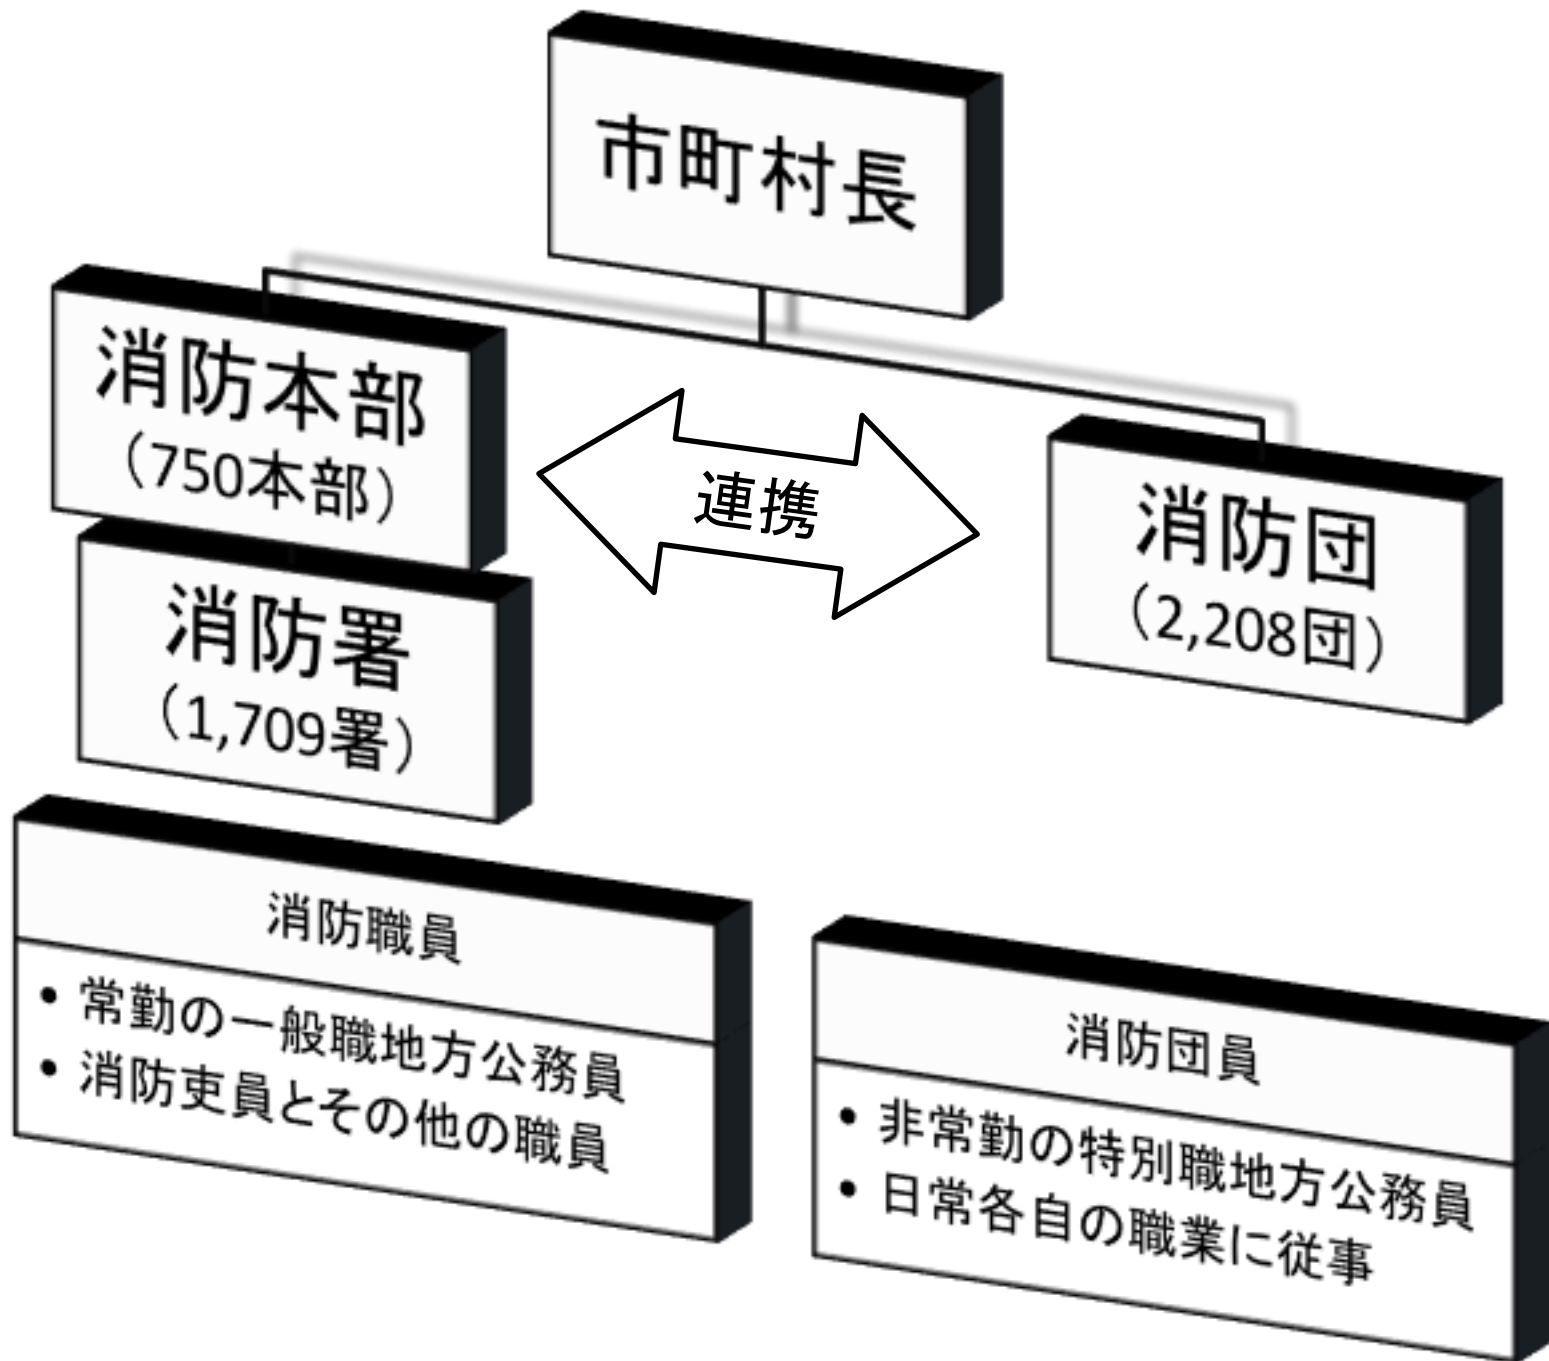 市町村長
消防本部
（750本部）
連携
消防団
（2,208団）
消防署
（1,709署）
消防職員
• 常勤の一般職地方公務員
• 消防吏員とその他の職員
消防団員
• 非常勤の特別職地方公務員
• 日常各自の職業に従事